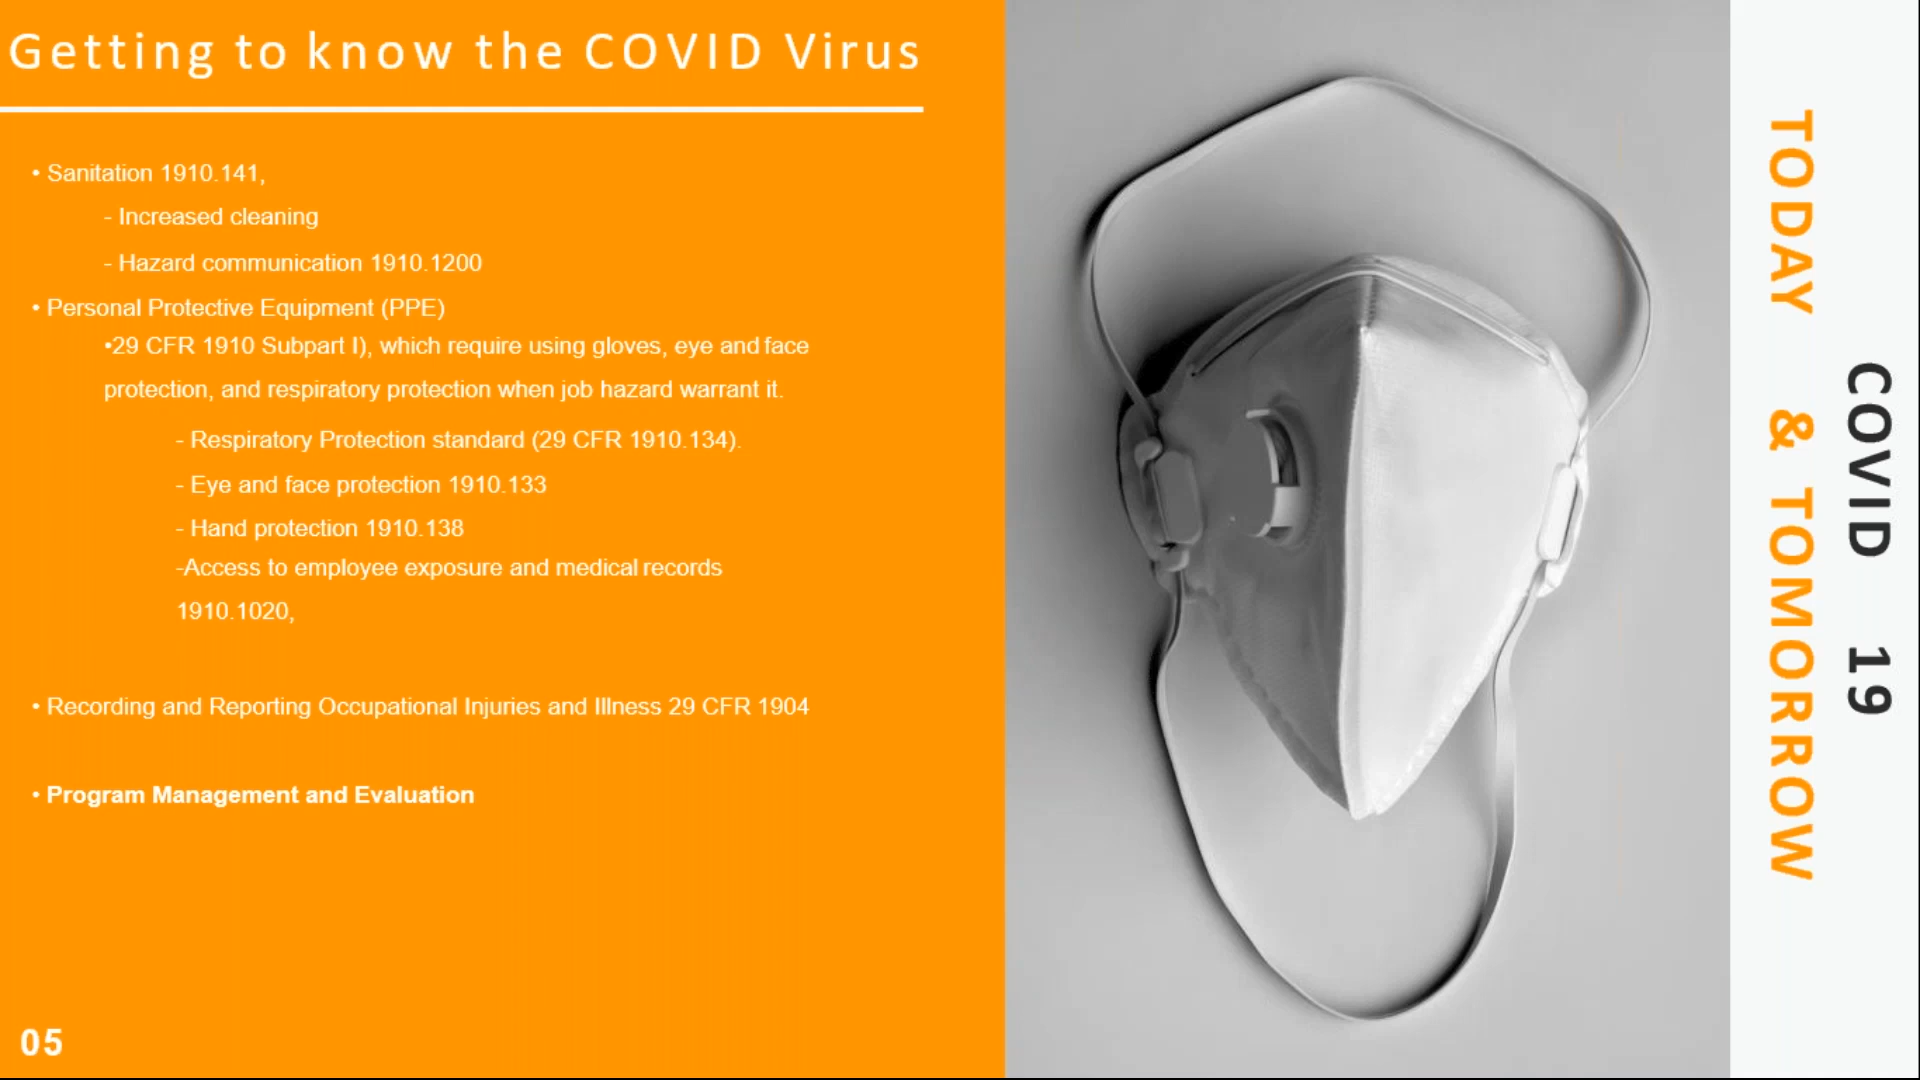 Getting to know the COVID Virus
• Sanitation 1910.141,
- Increased cleaning
- Hazard communication 1910.1200
• Personal Protective Equipment (PPE)
•29 CFR 1910 Subpart I), which require using gloves, eye and face
protection, and respiratory protection when job hazard warrant it.
- Respiratory Protection standard (29 CFR 1910.134).
- Eye and face protection 1910.133
- Hand protection 1910.138
-Access to employee exposure and medical records
1910.1020,
• Recording and Reporting Occupational Injuries and Illness 29 CFR 1904
• Program Management and Evaluation
05
COVID 19
TODAY & TOMORROW